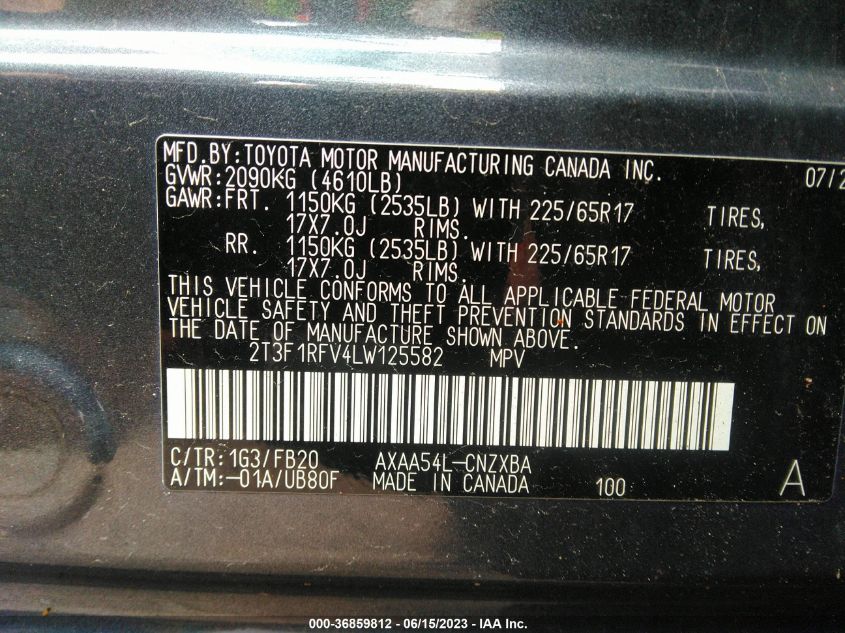 MFD.BY:TOYOTA MOTOR MANUFACTURING CANADA INC. 07/2
GVWR:2090KG (4610LB)
GAWR:FRT. 1150KG (2535LB) WITH 225/65R17 TIRES,
17X7.0J RIMS.
RR. 1150KG (2535LB) WITH 225/65R17 TIRES,
17X7.0J RIMS.
THIS VEHICLE CONFORMS TO ALL APPLICABLE FEDERAL MOTOR
VEHICLE SAFETY AND THEFT PREVENTION STANDARDS IN EFFECT ON
THE DATE OF MANUFACTURE SHOWN ABOVE.
2T3F1RFV4LW125582 MPV
C/TR:1G3/FB20 AXAA54L-CNZXBA
A/TM:-01A/UB80F MADE IN CANADA 100 A
000-36859812 - 06/15/2023 - IAA Inc.